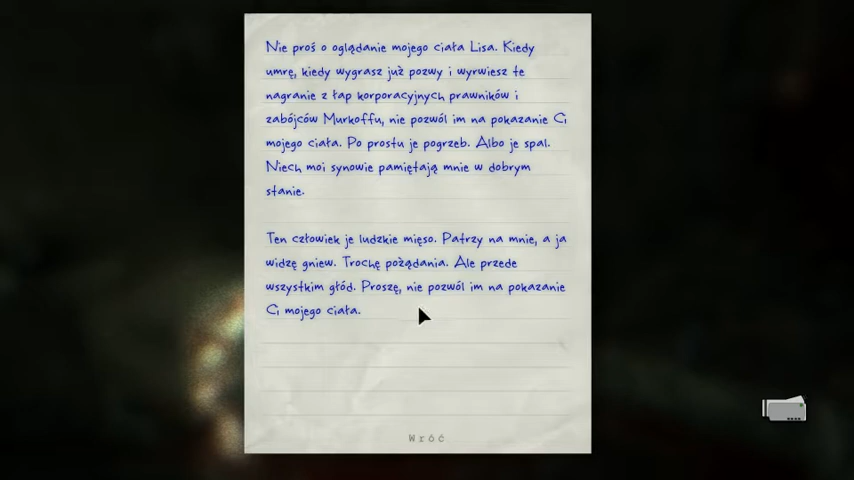 Nie proś o oglądanie mojego ciała Lisa. Kiedy
umrę, kiedy wygrasz już pozwy i wyrwiesz te
nagranie z łap korporacyjnych prawników i
zabójców Murkoffu, nie pozwól im na pokazanie Ci
mojego ciała. Po prostu je pogrzeb. Albo je spal.
Niech moi synowie pamiętają mnie w dobrym
stanie.
Ten człowiek je ludzkie mięso. Patrzy na mnie, a ja
widzę gniew. Trochę pożądania. Ale przede
wszystkim głód. Proszę, nie pozwól im na pokazanie
Ci mojego ciała.
Wróć